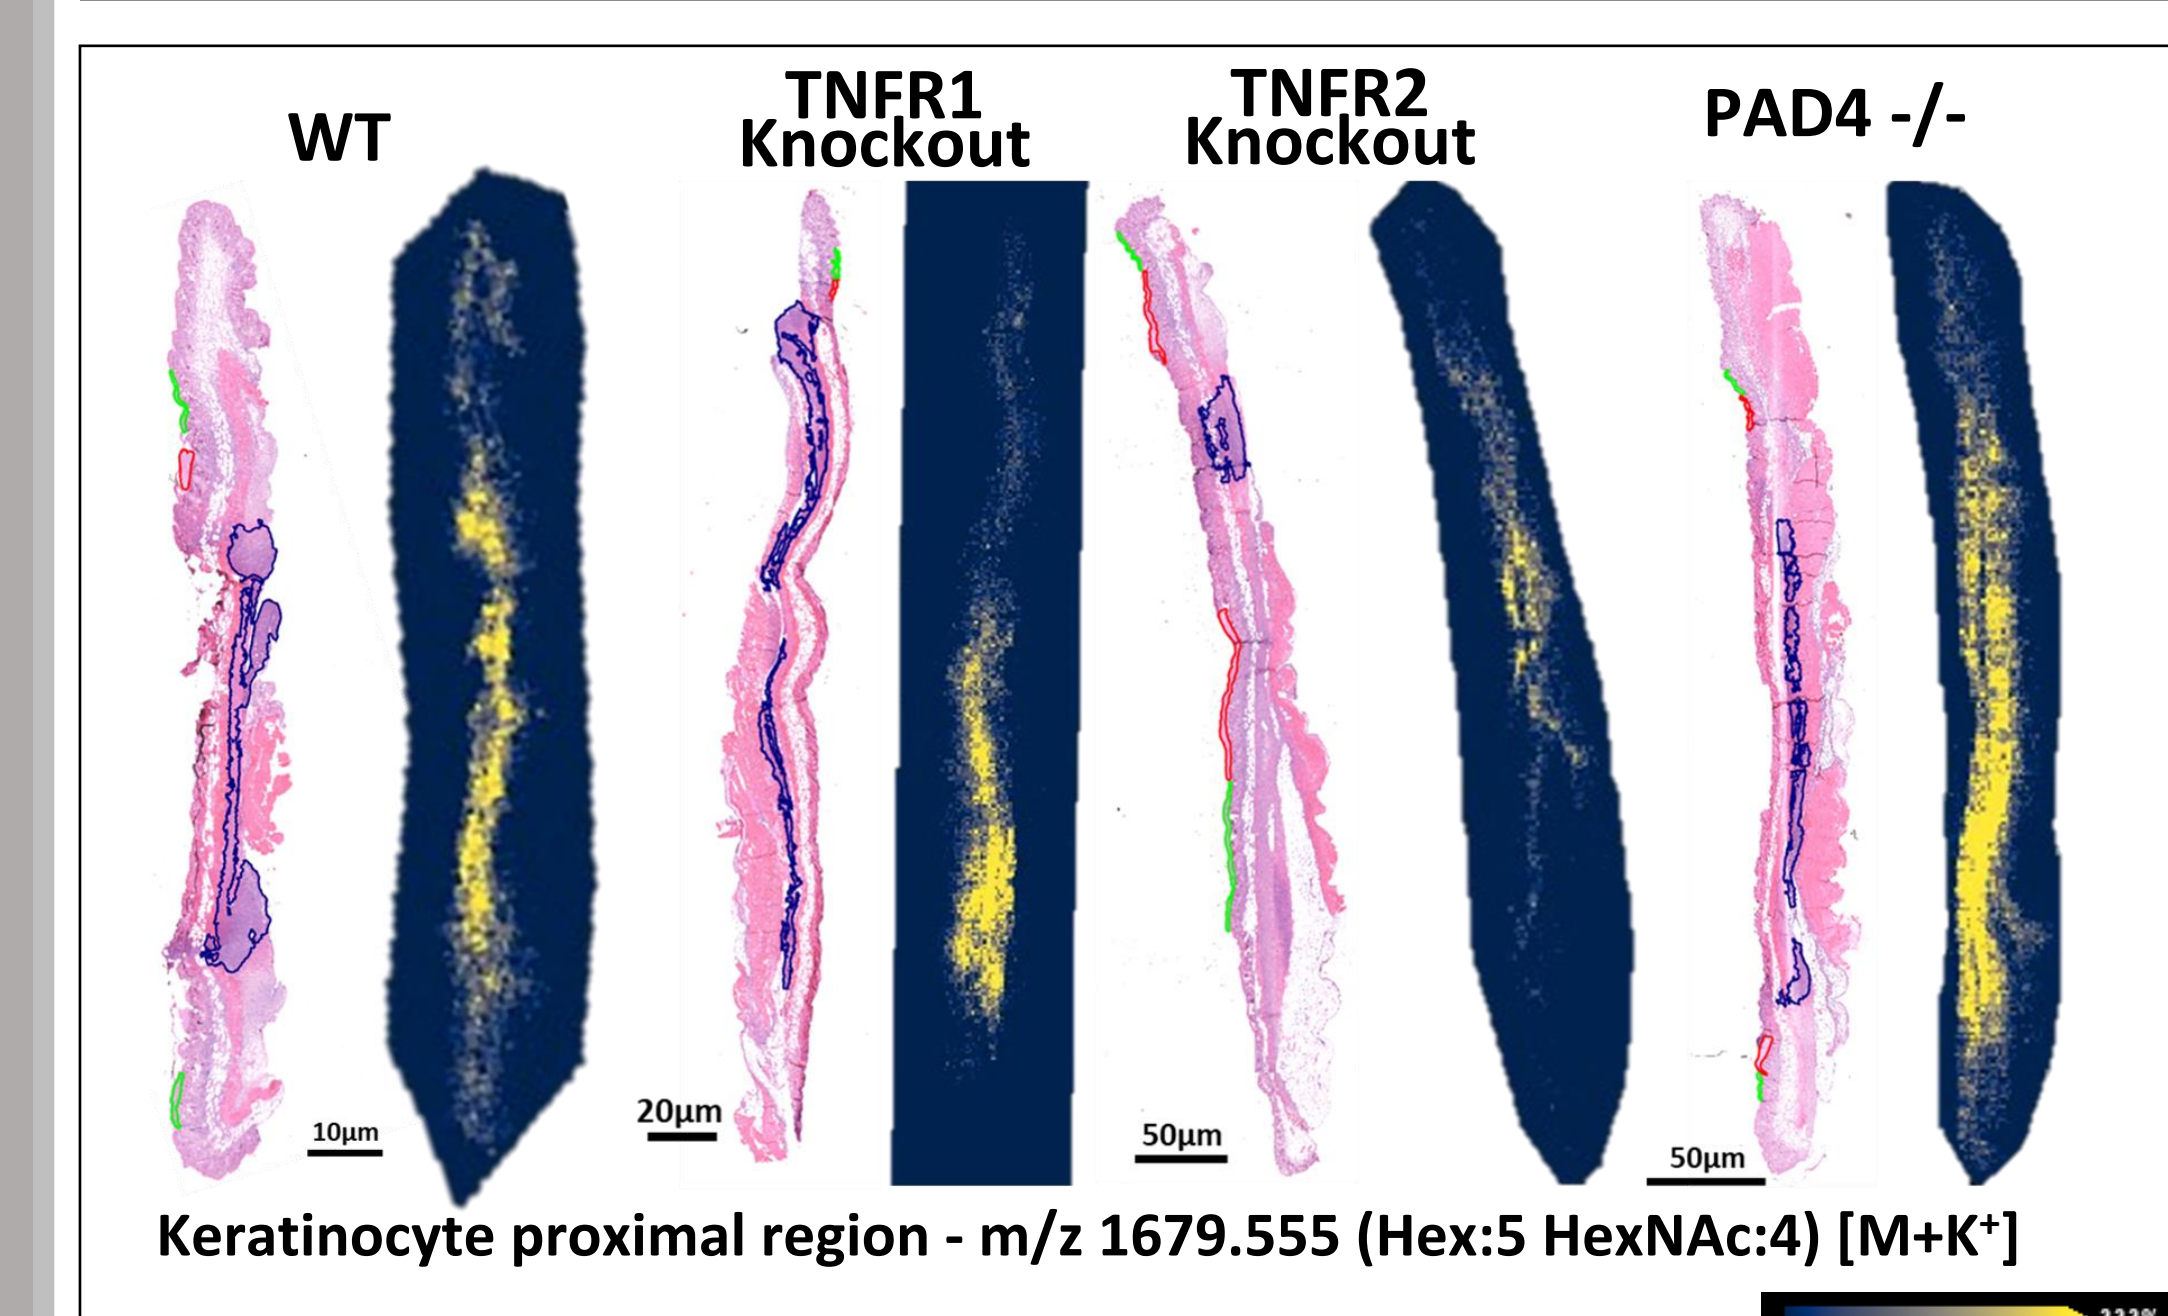 WT
TNFR1
Knockout
TNFR2
Knockout
PAD4 -/-
10µm
20µm
50µm
50µm
Keratinocyte proximal region - m/z 1679.555 (Hex:5 HexNAc:4) [M+K⁺]